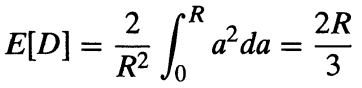 E[D] = \frac{2}{R^2} \int_0^R a^2 da = \frac{2R}{3}